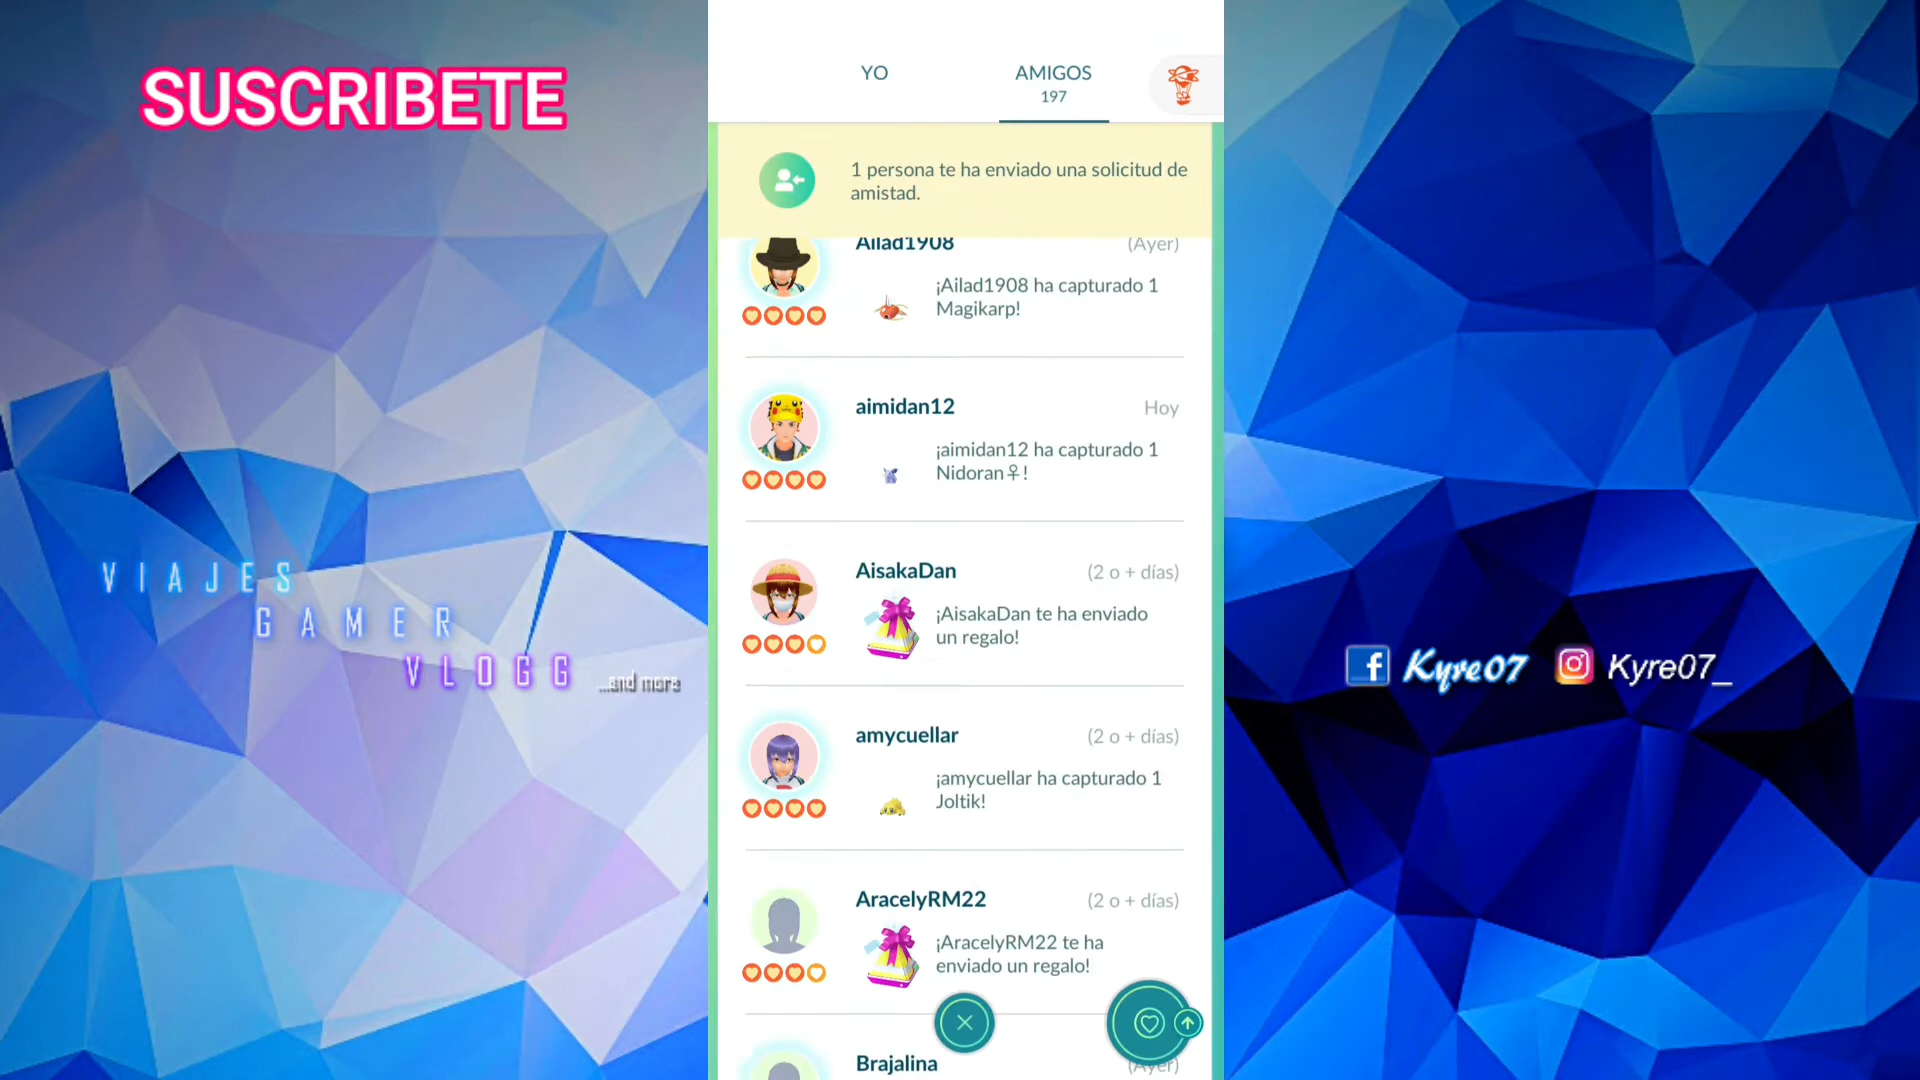 SUSCRIBETE
VIAJES
GAMER
VLOGG ...and more
YO
AMIGOS
197
1 persona te ha enviado una solicitud de
amistad.
Ailad1908 (Ayer)
¡Ailad1908 ha capturado 1
Magikarp!
aimidan12 Hoy
¡aimidan12 ha capturado 1
Nidoran♀!
AisakaDan (2 o + días)
¡AisakaDan te ha enviado
un regalo!
amycuellar (2 o + días)
¡amycuellar ha capturado 1
Joltik!
AracelyRM22 (2 o + días)
¡AracelyRM22 te ha
enviado un regalo!
Brajalina (Ayer)
f Kyre07 Kyre07_